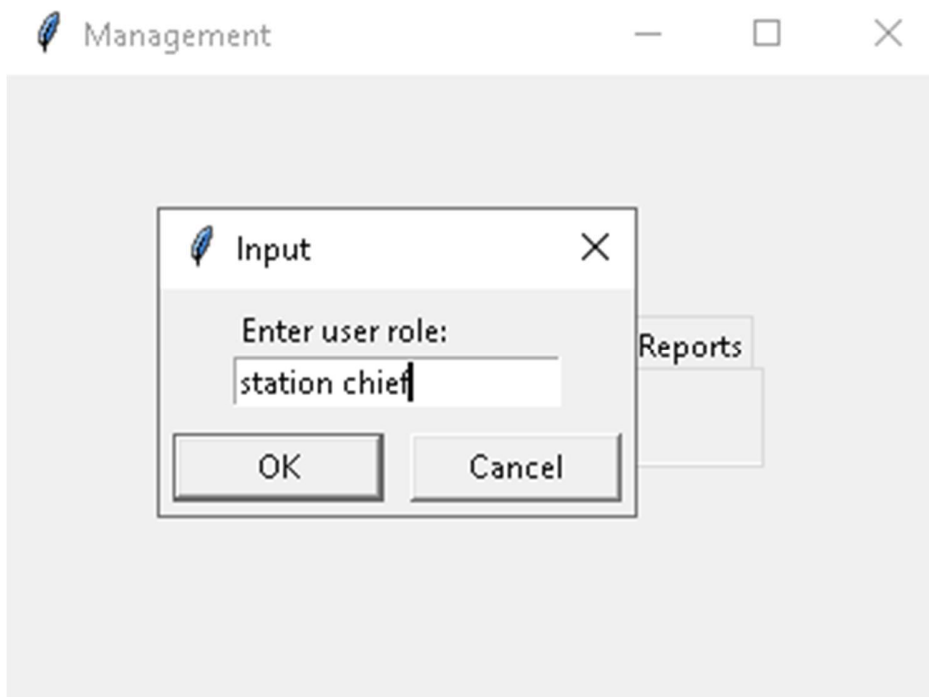 Management
Input
Enter user role:
station chief
Reports
OK
Cancel